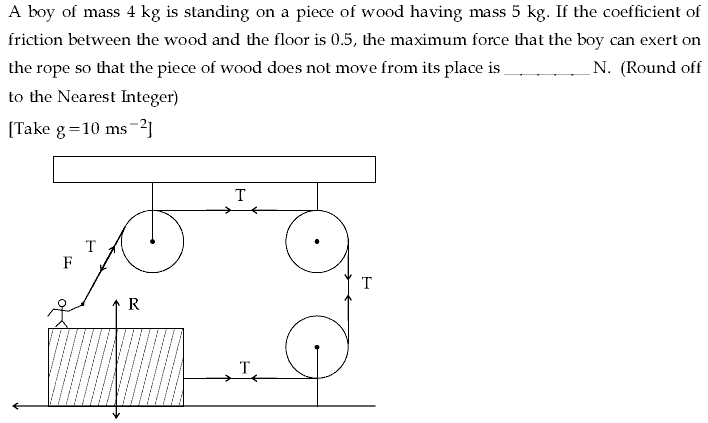 A boy of mass 4 kg is standing on a piece of wood having mass 5 kg. If the coefficient of
friction between the wood and the floor is 0.5, the maximum force that the boy can exert on
the rope so that the piece of wood does not move from its place is ________ N. (Round off
to the Nearest Integer)
[Take g=10 ms⁻²]
T
T
F
T
R
T